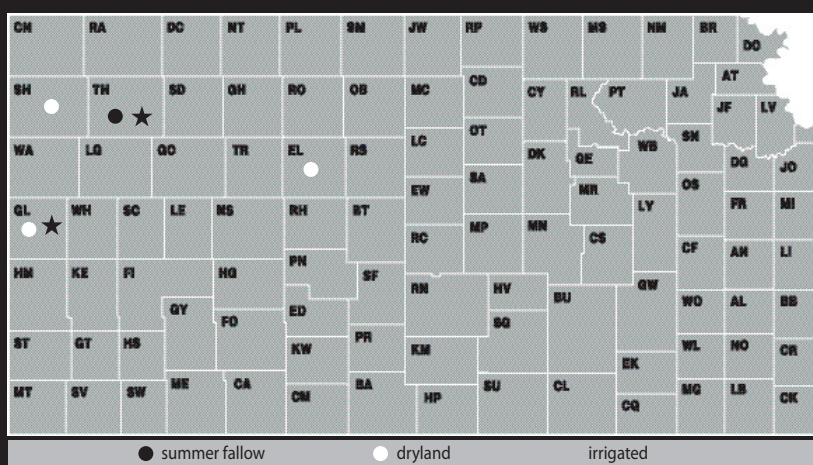 CN RA DC NT PL SM JW RP WS MS NM BR DO
SH TH SD GH RO OB MC CD CY RL PT JA AT
JF LV
WA LG GO TR EL RS LC OT DK GE WB SN
DG JO
GL WH SC LE NS RH BT EW SA MR LY OS FR MI
RC MP MN CS
HM KE FI HG PN SF CF AN LI
RN HV BU GW
GY FO ED SG WO AL BB
ST GT HS KW PR KM WL NO CR
EK
MT SV SW ME CA CM BA HP SU CL MG LB CK
CQ
summer fallow dryland irrigated